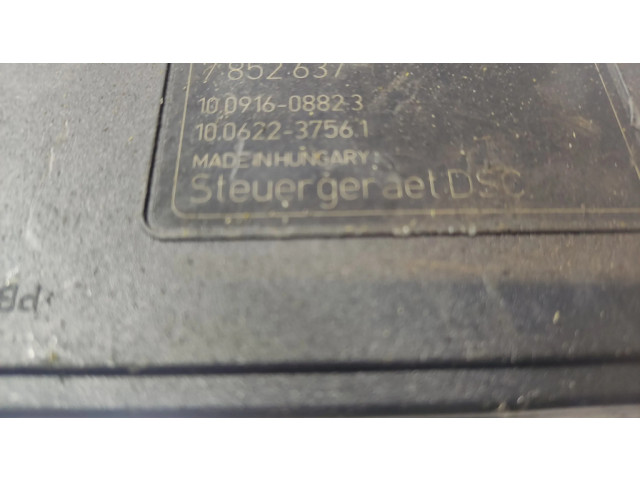 7 852 637
10.0916-0882.3
10.0622-3756.1
MADE IN HUNGARY
Steuergeraet DSC